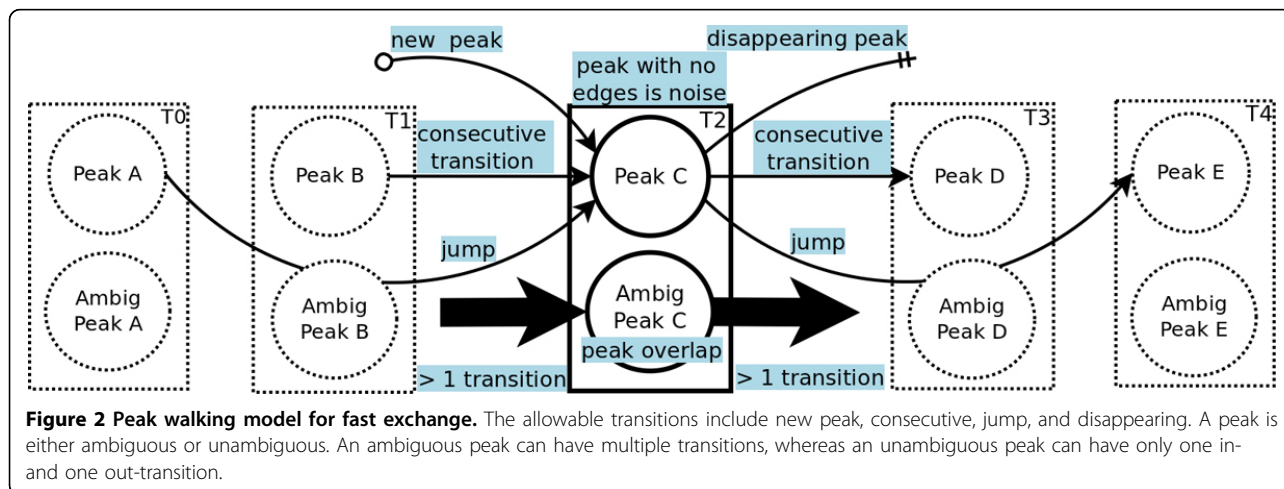 new peak
disappearing peak
peak with no
edges is noise
T0
T1
T2
T3
T4
consecutive
transition
consecutive
transition
Peak A
Peak B
Peak C
Peak D
Peak E
jump
jump
Ambig
Peak A
Ambig
Peak B
Ambig
Peak C
peak overlap
Ambig
Peak D
Ambig
Peak E
> 1 transition
> 1 transition
Figure 2 Peak walking model for fast exchange. The allowable transitions include new peak, consecutive, jump, and disappearing. A peak is
either ambiguous or unambiguous. An ambiguous peak can have multiple transitions, whereas an unambiguous peak can have only one in-
and one out-transition.